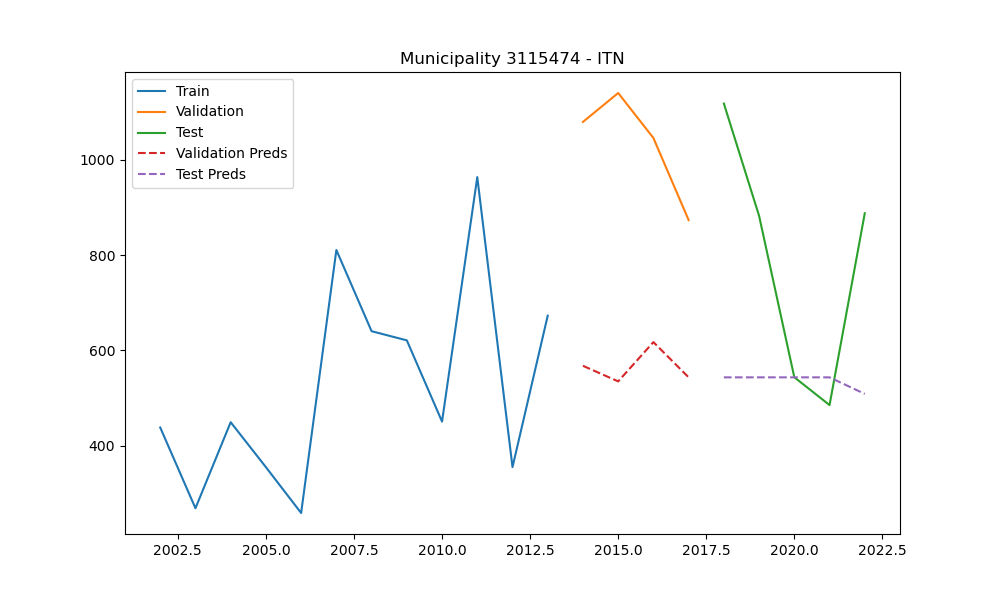 Municipality 3115474 - ITN
Train
Validation
Test
Validation Preds
Test Preds
1000
800
600
400
2002.5 2005.0 2007.5 2010.0 2012.5 2015.0 2017.5 2020.0 2022.5